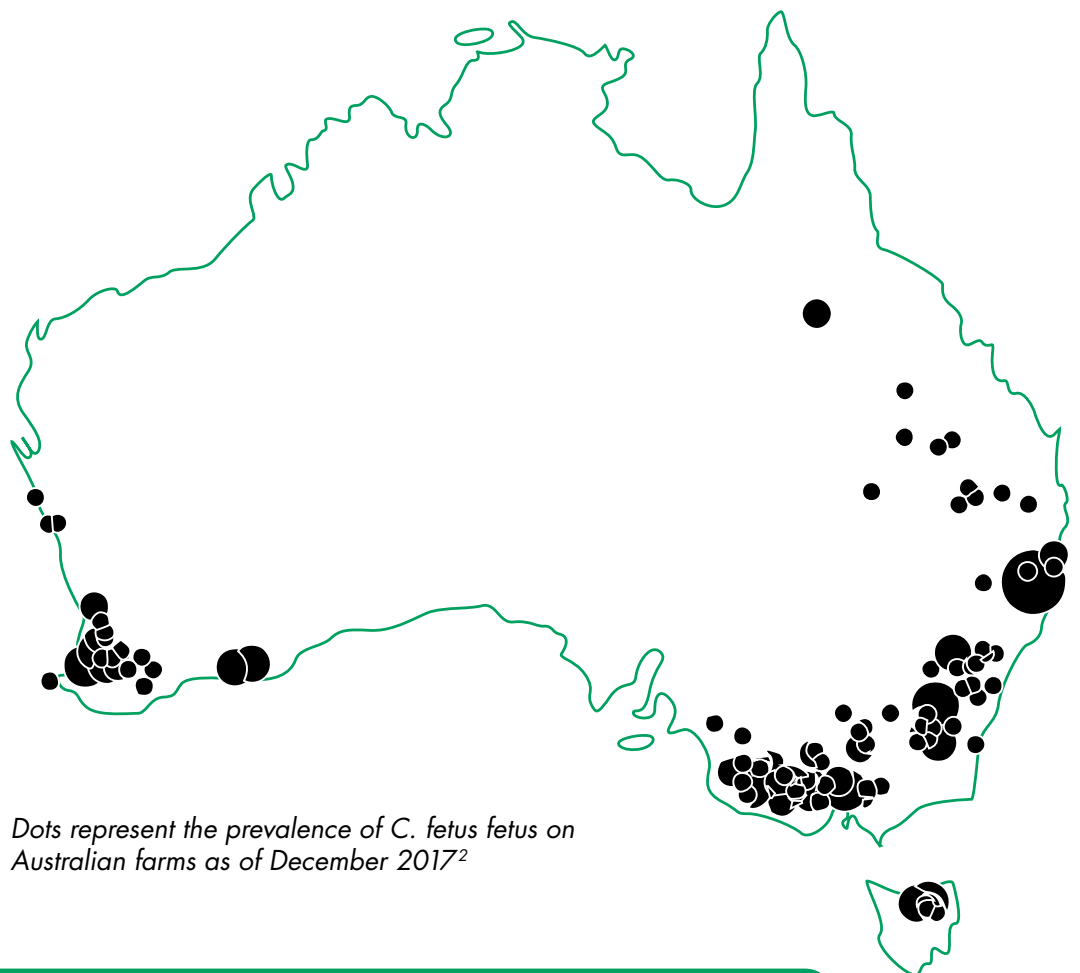 Dots represent the prevalence of C. fetus fetus on
Australian farms as of December 2017²